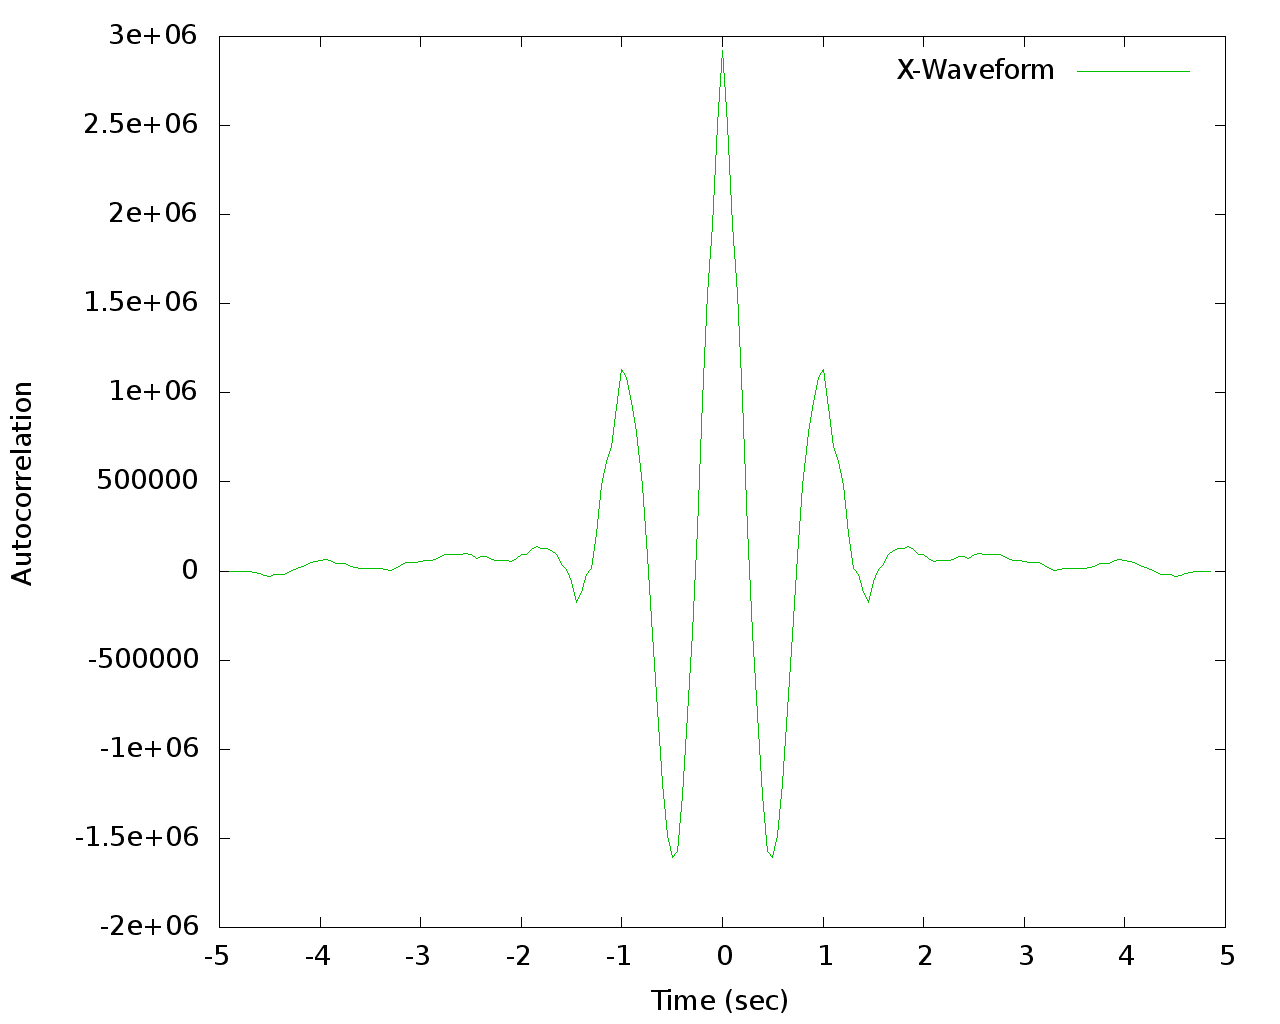 3e+06
X-Waveform
2.5e+06
2e+06
1.5e+06
1e+06
500000
0
-500000
-1e+06
-1.5e+06
-2e+06
Autocorrelation
-5 -4 -3 -2 -1 0 1 2 3 4 5
Time (sec)